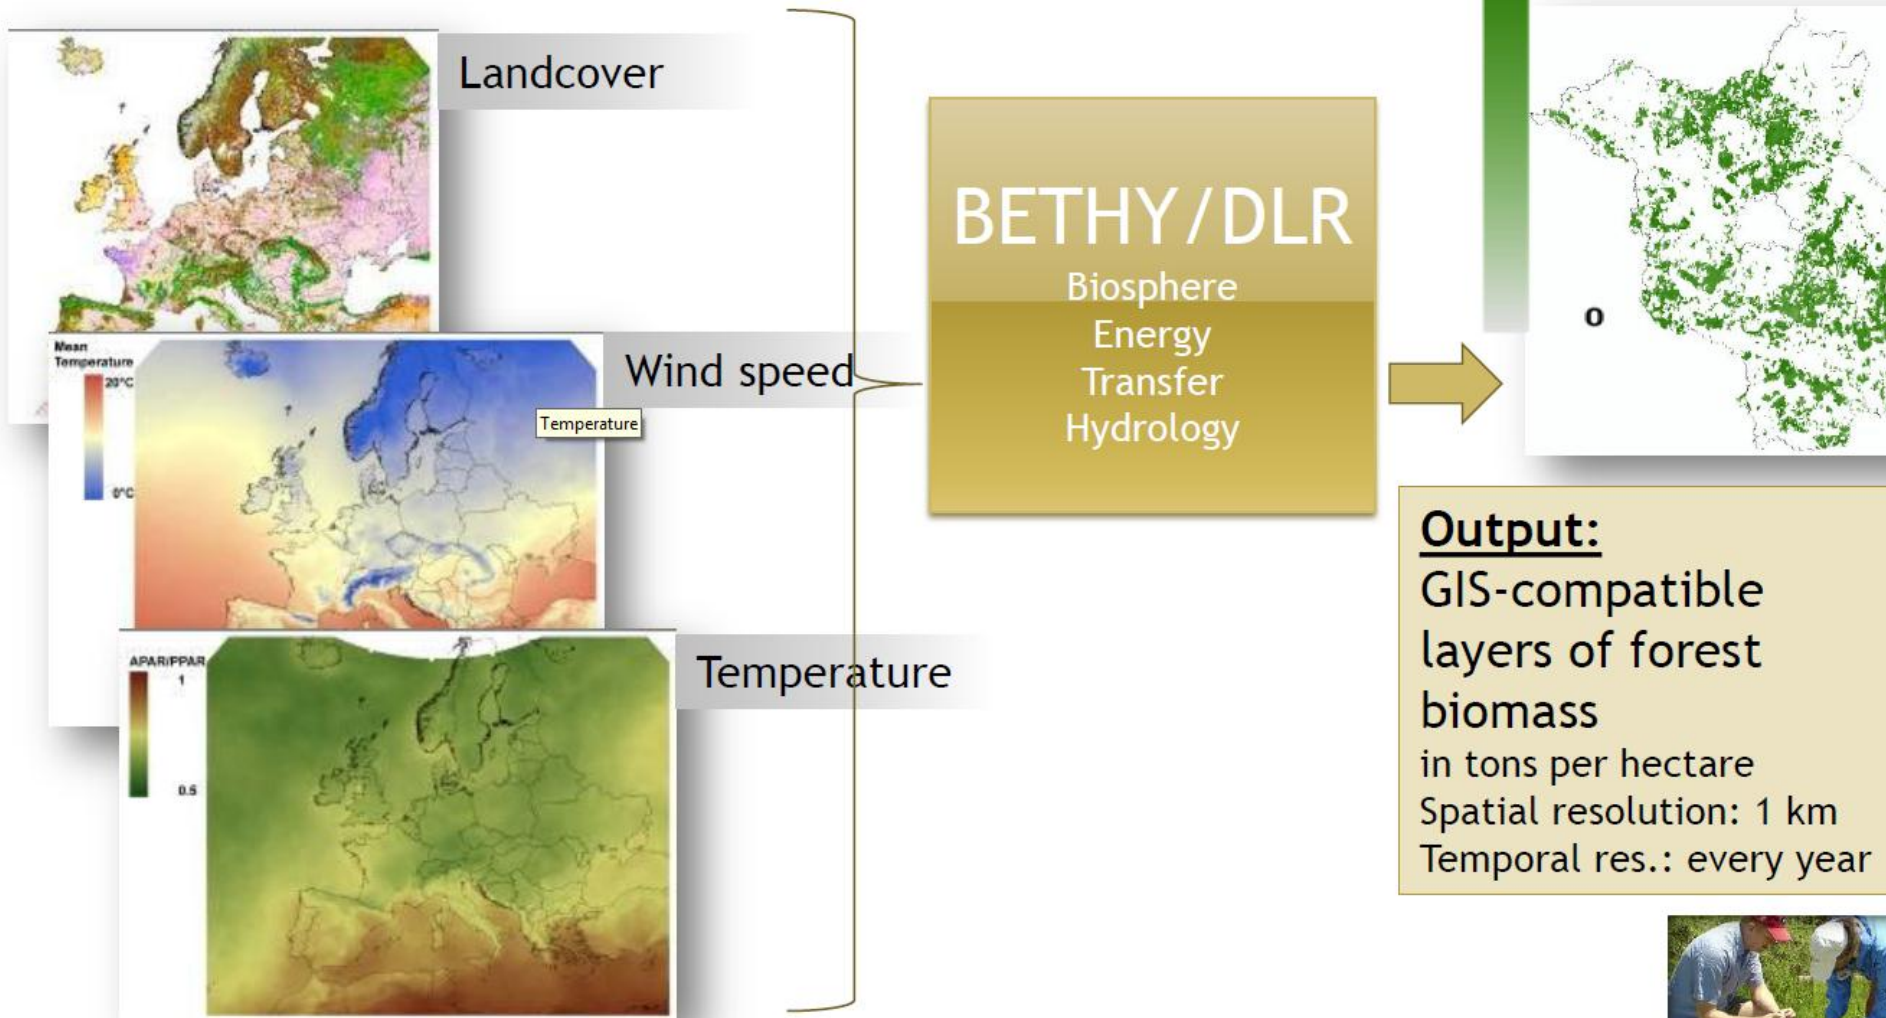 Landcover
Mean
Temperature
20°C
0°C
Wind speed
Temperature
APAR/PPAR
1
0.5
Temperature
BETHY/DLR
Biosphere
Energy
Transfer
Hydrology
0
Output:
GIS-compatible
layers of forest
biomass
in tons per hectare
Spatial resolution: 1 km
Temporal res.: every year